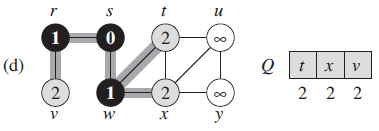 r s t u
1 0 2 ∞
(d) Q t x v
2 1 2 ∞ 2 2 2
v w x y